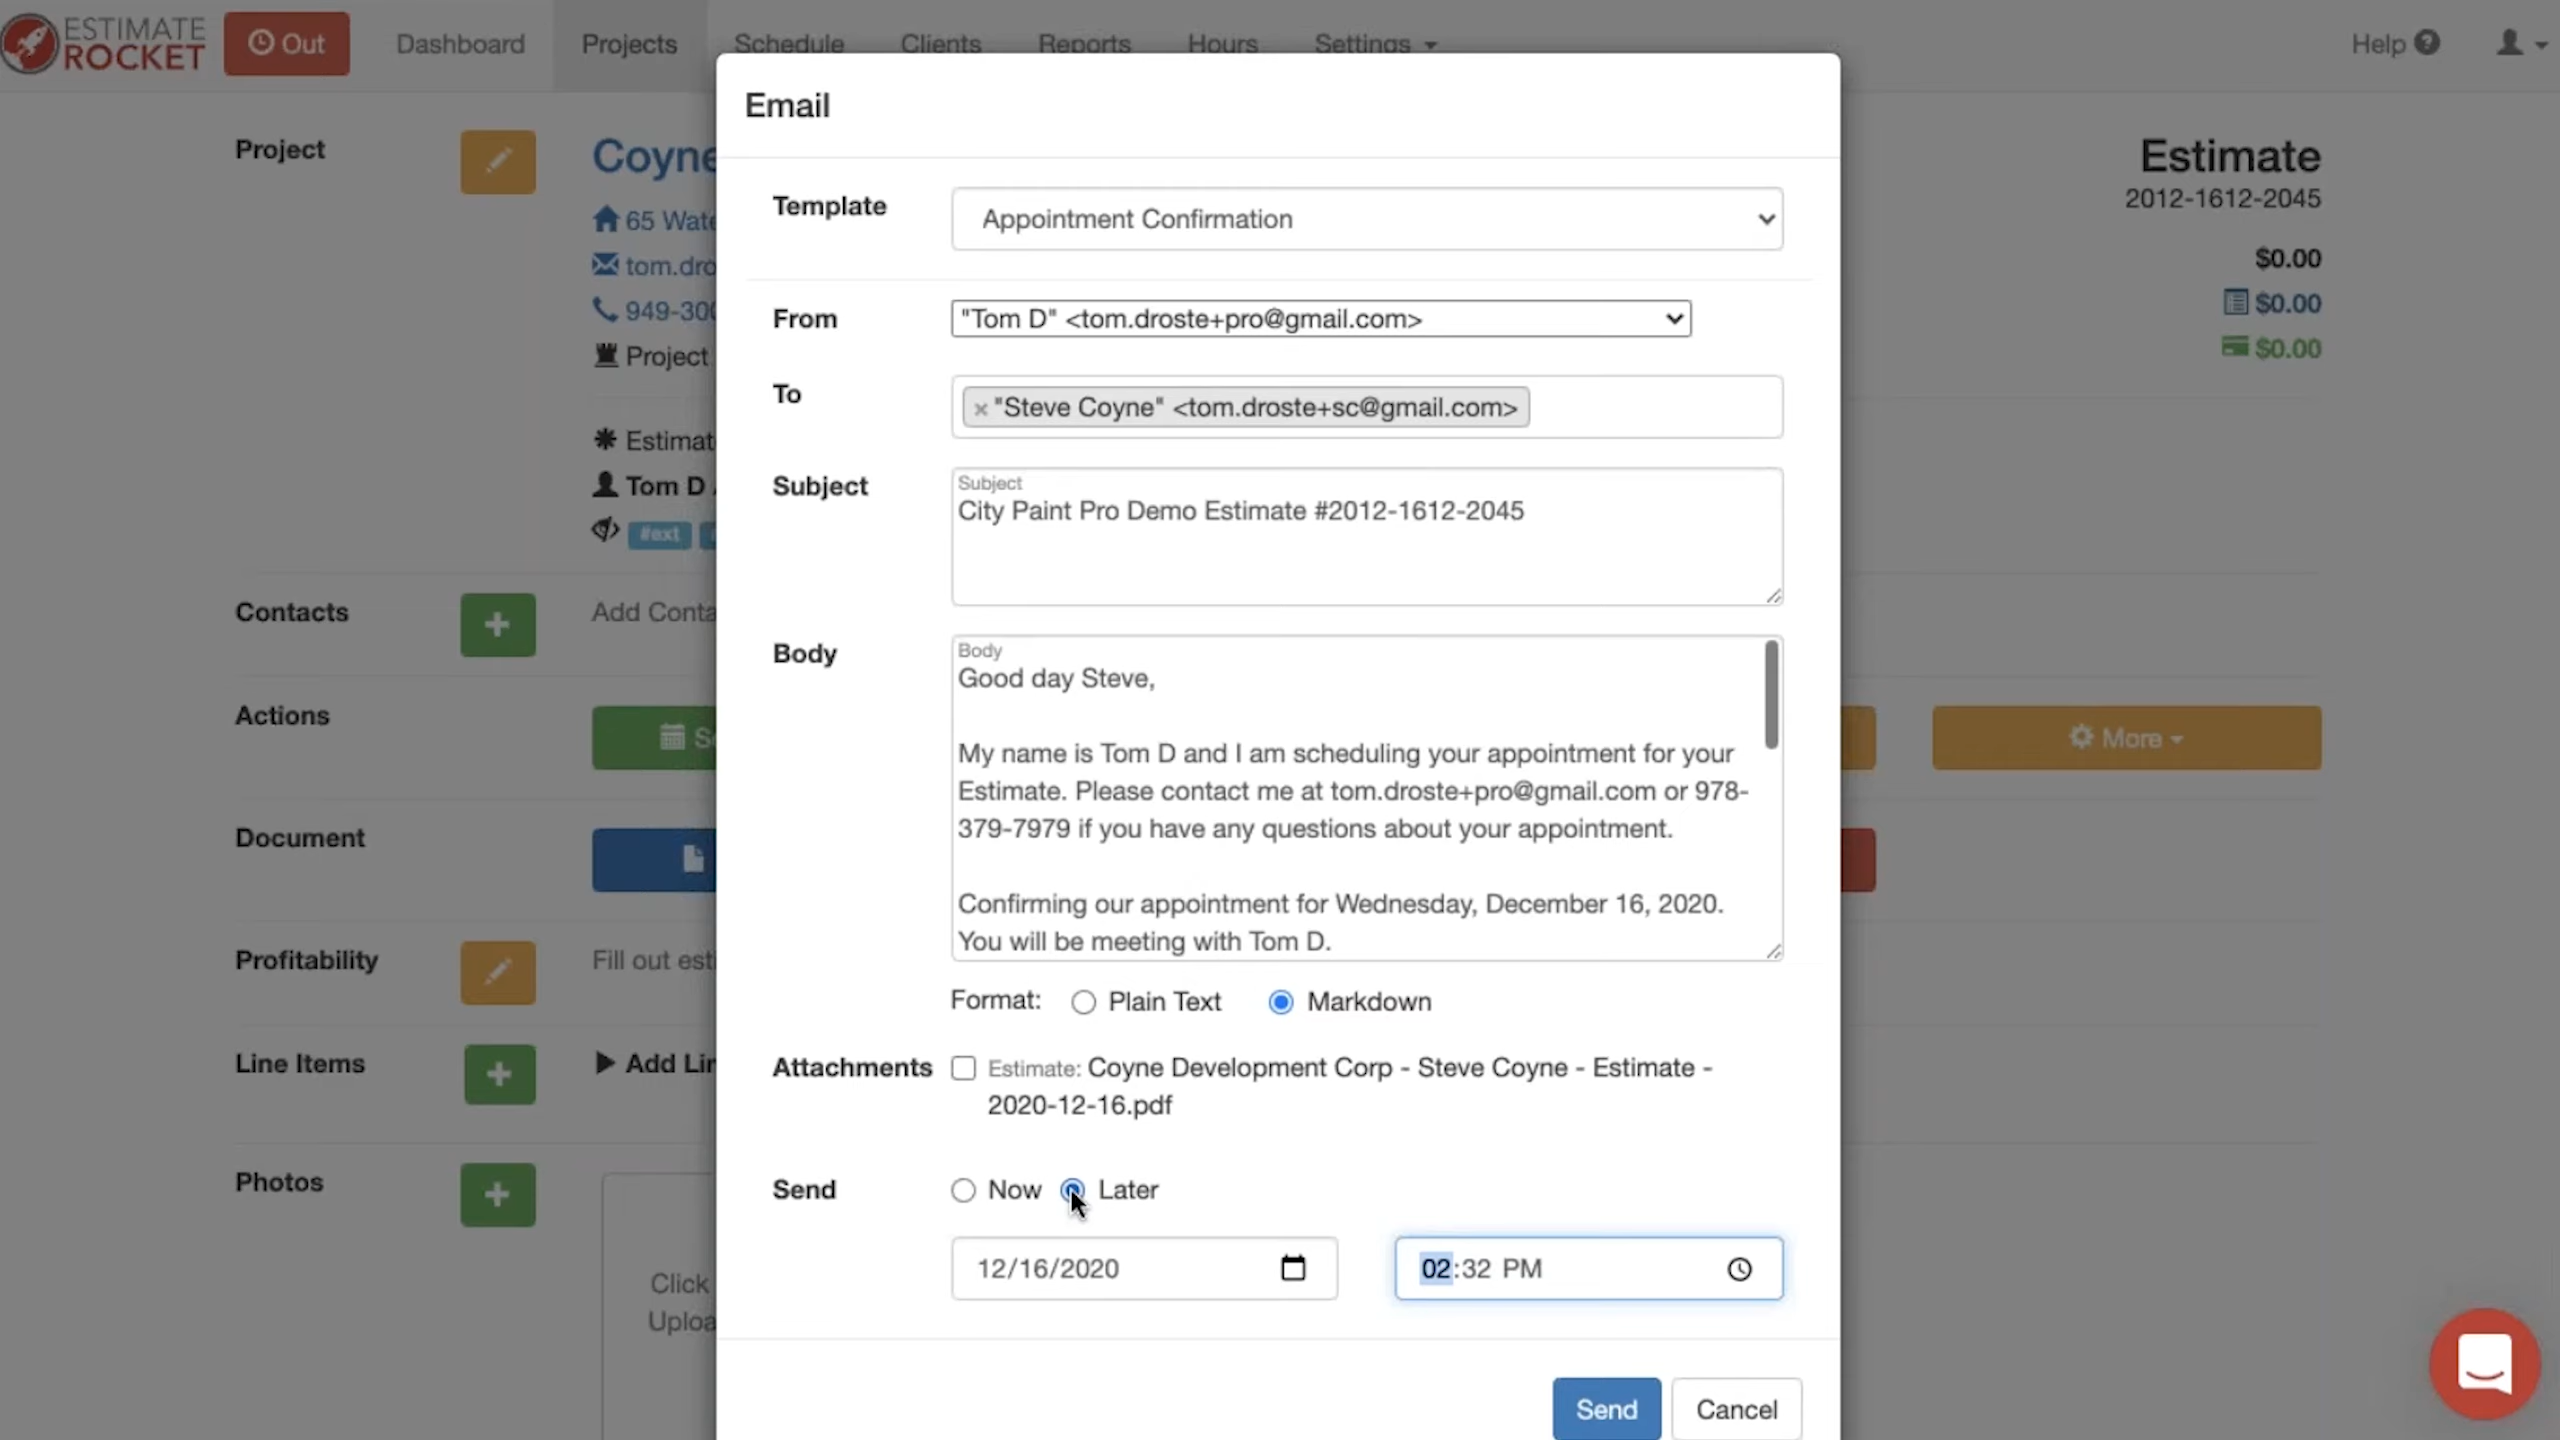 ESTIMATE
ROCKET
Out
Dashboard
Projects
Schedule
Clients
Reports
Hours
Settings
Help
Email
Project
Coyne
65 Wate
tom.dro
949-300
Project
Estimat
Tom D
#ext
Estimate
2012-1612-2045
$0.00
$0.00
$0.00
Template
Appointment Confirmation
From
"Tom D" <tom.droste+pro@gmail.com>
To
× "Steve Coyne" <tom.droste+sc@gmail.com>
Subject
Subject
City Paint Pro Demo Estimate #2012-1612-2045
Body
Body
Good day Steve,
My name is Tom D and I am scheduling your appointment for your
Estimate. Please contact me at tom.droste+pro@gmail.com or 978-
379-7979 if you have any questions about your appointment.
Confirming our appointment for Wednesday, December 16, 2020.
You will be meeting with Tom D.
Format:
Plain Text
Markdown
Attachments
Estimate: Coyne Development Corp - Steve Coyne - Estimate -
2020-12-16.pdf
Send
Now
Later
12/16/2020
02:32 PM
Send
Cancel
Contacts
Add Conta
Actions
More
Document
Profitability
Fill out esti
Line Items
Add Lin
Photos
Click
Uploa